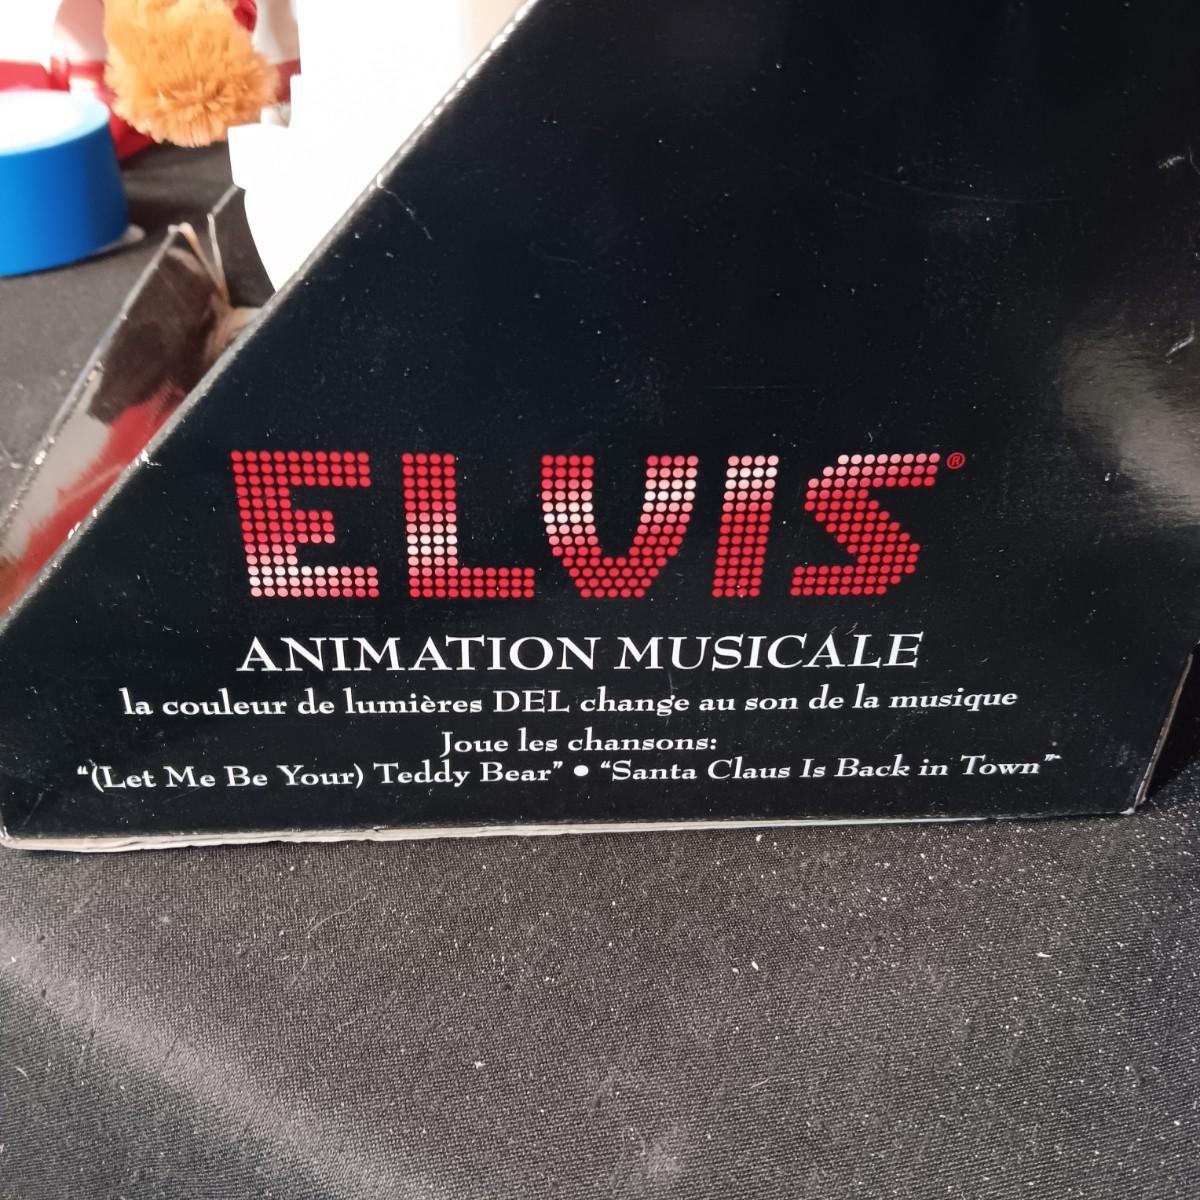 ELVIS®
ANIMATION MUSICALE
la couleur de lumières DEL change au son de la musique
Joue les chansons:
“(Let Me Be Your) Teddy Bear” • “Santa Claus Is Back in Town”